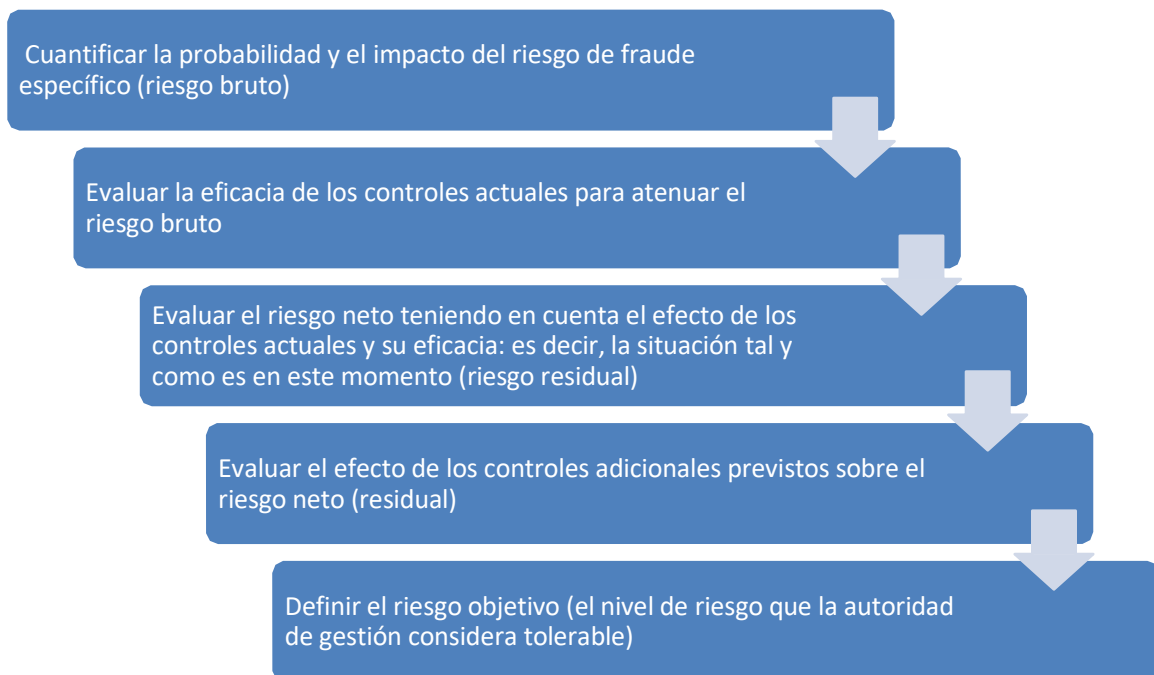 Cuantificar la probabilidad y el impacto del riesgo de fraude
específico (riesgo bruto)
Evaluar la eficacia de los controles actuales para atenuar el
riesgo bruto
Evaluar el riesgo neto teniendo en cuenta el efecto de los
controles actuales y su eficacia: es decir, la situación tal y
como es en este momento (riesgo residual)
Evaluar el efecto de los controles adicionales previstos sobre el
riesgo neto (residual)
Definir el riesgo objetivo (el nivel de riesgo que la autoridad
de gestión considera tolerable)